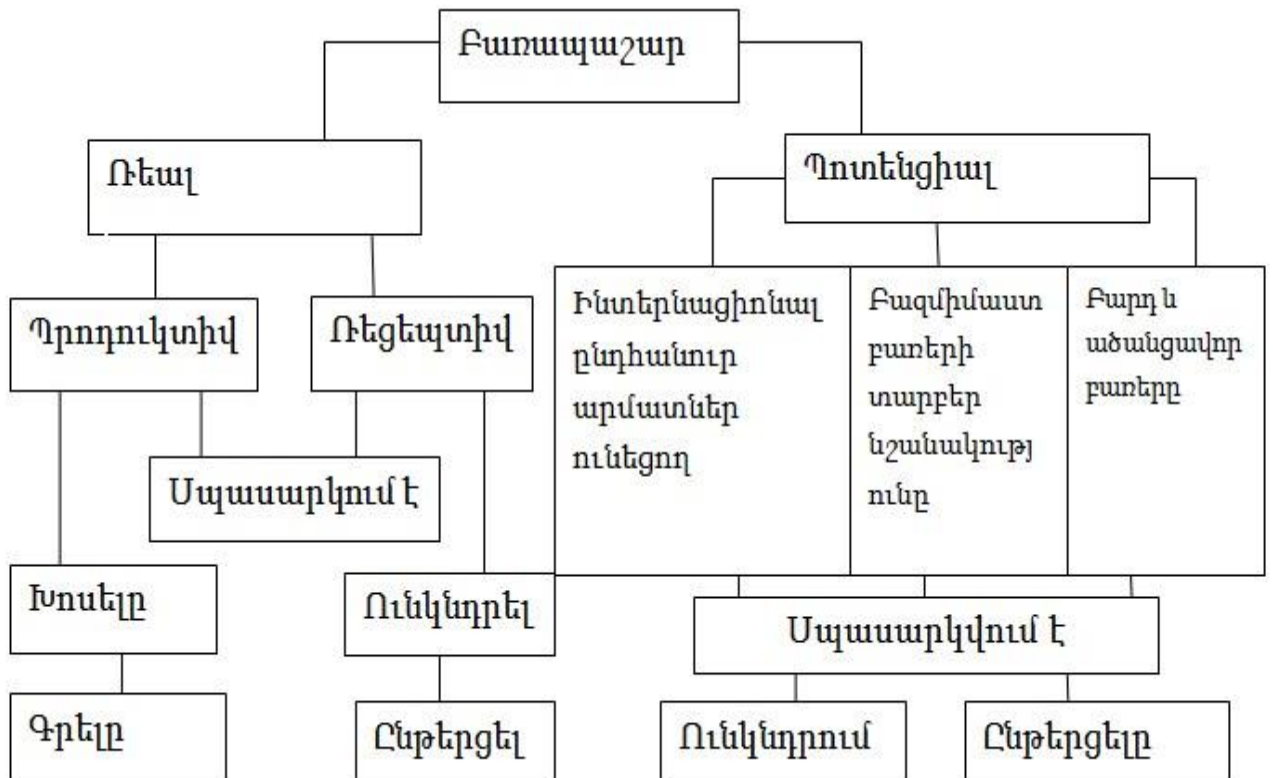 Բառապաշար
Ռեալ
Պոտենցիալ
Պրոդուկտիվ
Ռեցեպտիվ
Ինտերնացիոնալ
ընդհանուր
արմատներ
ունեցող
Բազմիմաստ
բառերի
տարբեր
նշանակությ
ունը
Բարդ և
ածանցավոր
բառերը
Սպասարկում է
Խոսելը
Ունկնդրել
Սպասարկվում է
Գրելը
Ընթերցել
Ունկնդրում
Ընթերցելը